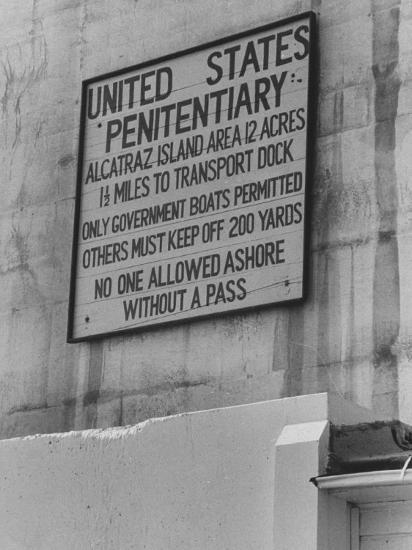 UNITED STATES
PENITENTIARY
ALCATRAZ ISLAND AREA 12 ACRES
1½ MILES TO TRANSPORT DOCK
ONLY GOVERNMENT BOATS PERMITTED
OTHERS MUST KEEP OFF 200 YARDS
NO ONE ALLOWED ASHORE
WITHOUT A PASS